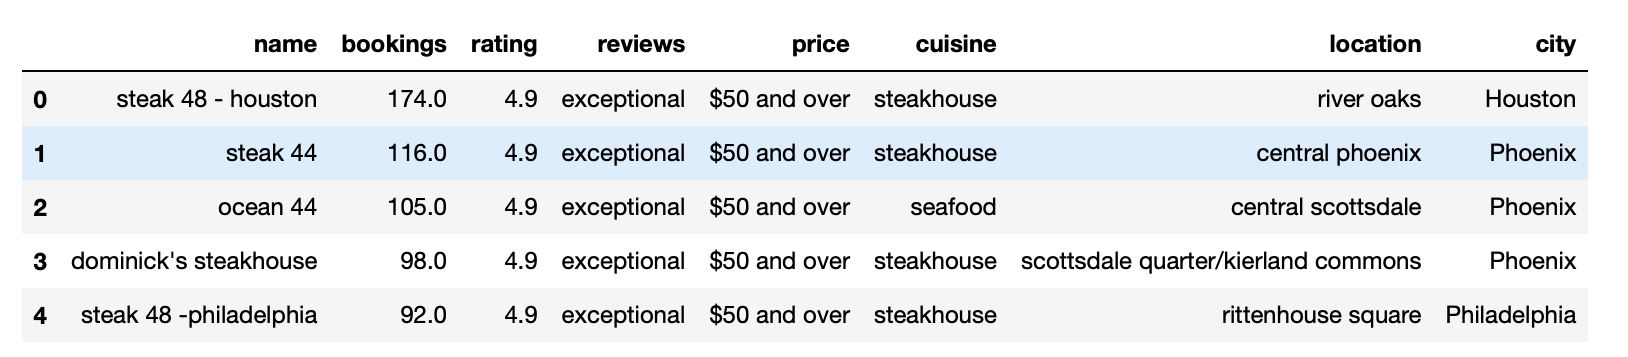 name bookings rating reviews price cuisine location city
0 steak 48 - houston 174.0 4.9 exceptional $50 and over steakhouse river oaks Houston
1 steak 44 116.0 4.9 exceptional $50 and over steakhouse central phoenix Phoenix
2 ocean 44 105.0 4.9 exceptional $50 and over seafood central scottsdale Phoenix
3 dominick's steakhouse 98.0 4.9 exceptional $50 and over steakhouse scottsdale quarter/kierland commons Phoenix
4 steak 48 -philadelphia 92.0 4.9 exceptional $50 and over steakhouse rittenhouse square Philadelphia